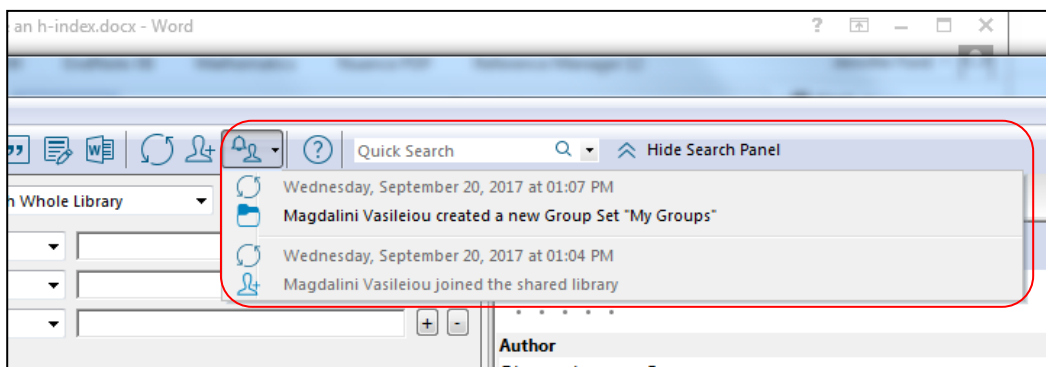 an h-index.docx - Word
Quick Search
Hide Search Panel
Wednesday, September 20, 2017 at 01:07 PM
n Whole Library
Magdalini Vasileiou created a new Group Set "My Groups"
Wednesday, September 20, 2017 at 01:04 PM
Magdalini Vasileiou joined the shared library
+ -
Author